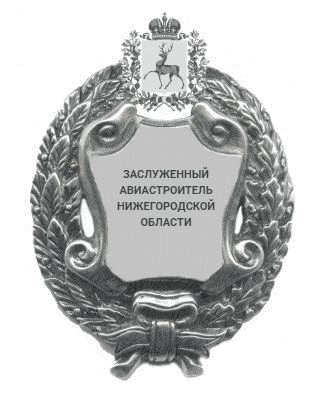 ЗАСЛУЖЕННЫЙ
АВИАСТРОИТЕЛЬ
НИЖЕГОРОДСКОЙ
ОБЛАСТИ